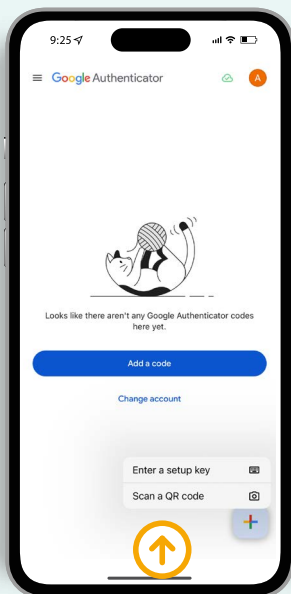 9:25
Google Authenticator
A
Looks like there aren't any Google Authenticator codes
here yet.
Add a code
Change account
Enter a setup key
Scan a QR code